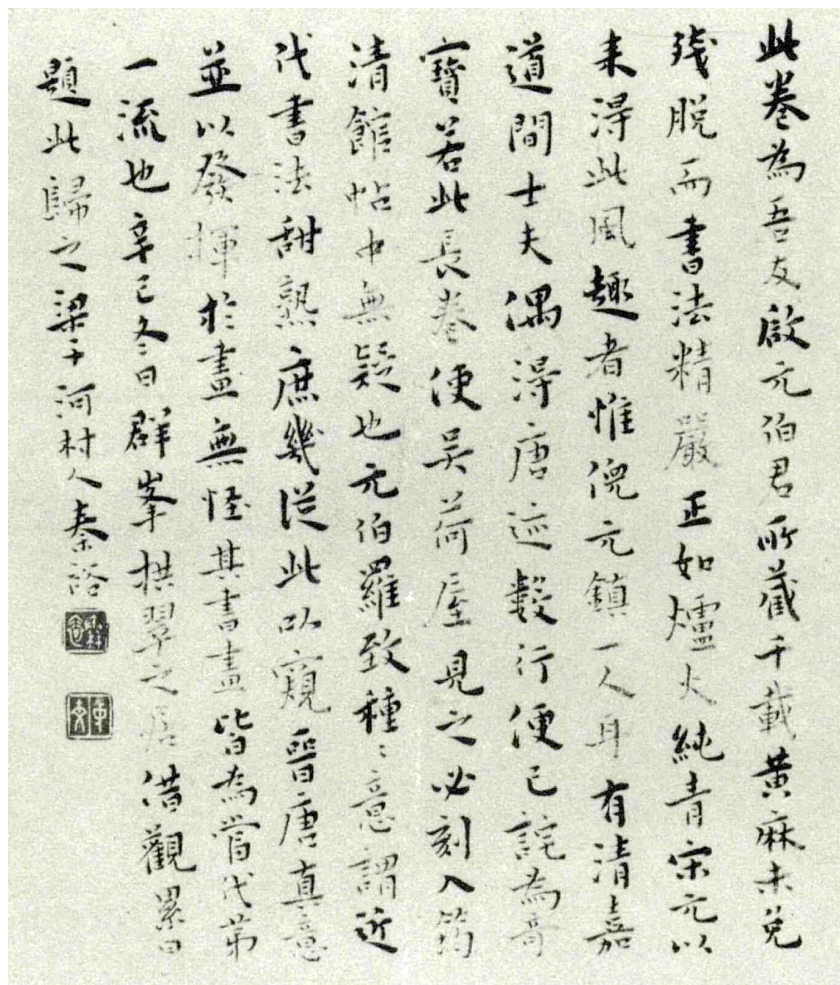 此卷為吾友啟元伯君所藏千載黃麻未免
殘脫而書法精嚴正如爐火純青宋元以
来得此風趣者惟倪元鎮一人耳有清嘉
道間士夫偶得唐迹數行便已詫為奇
寶若此長卷使吴荷屋見之必刻入筠
清館帖中無疑也元伯羅致種種意謂近
代書法甜熟庶幾從此以窺晉唐真意
並以發揮於畫無怪其書畫皆為當代第
一流也辛巳冬日群峯拱翠之居借觀累日
題此歸之梁子河村人秦裕